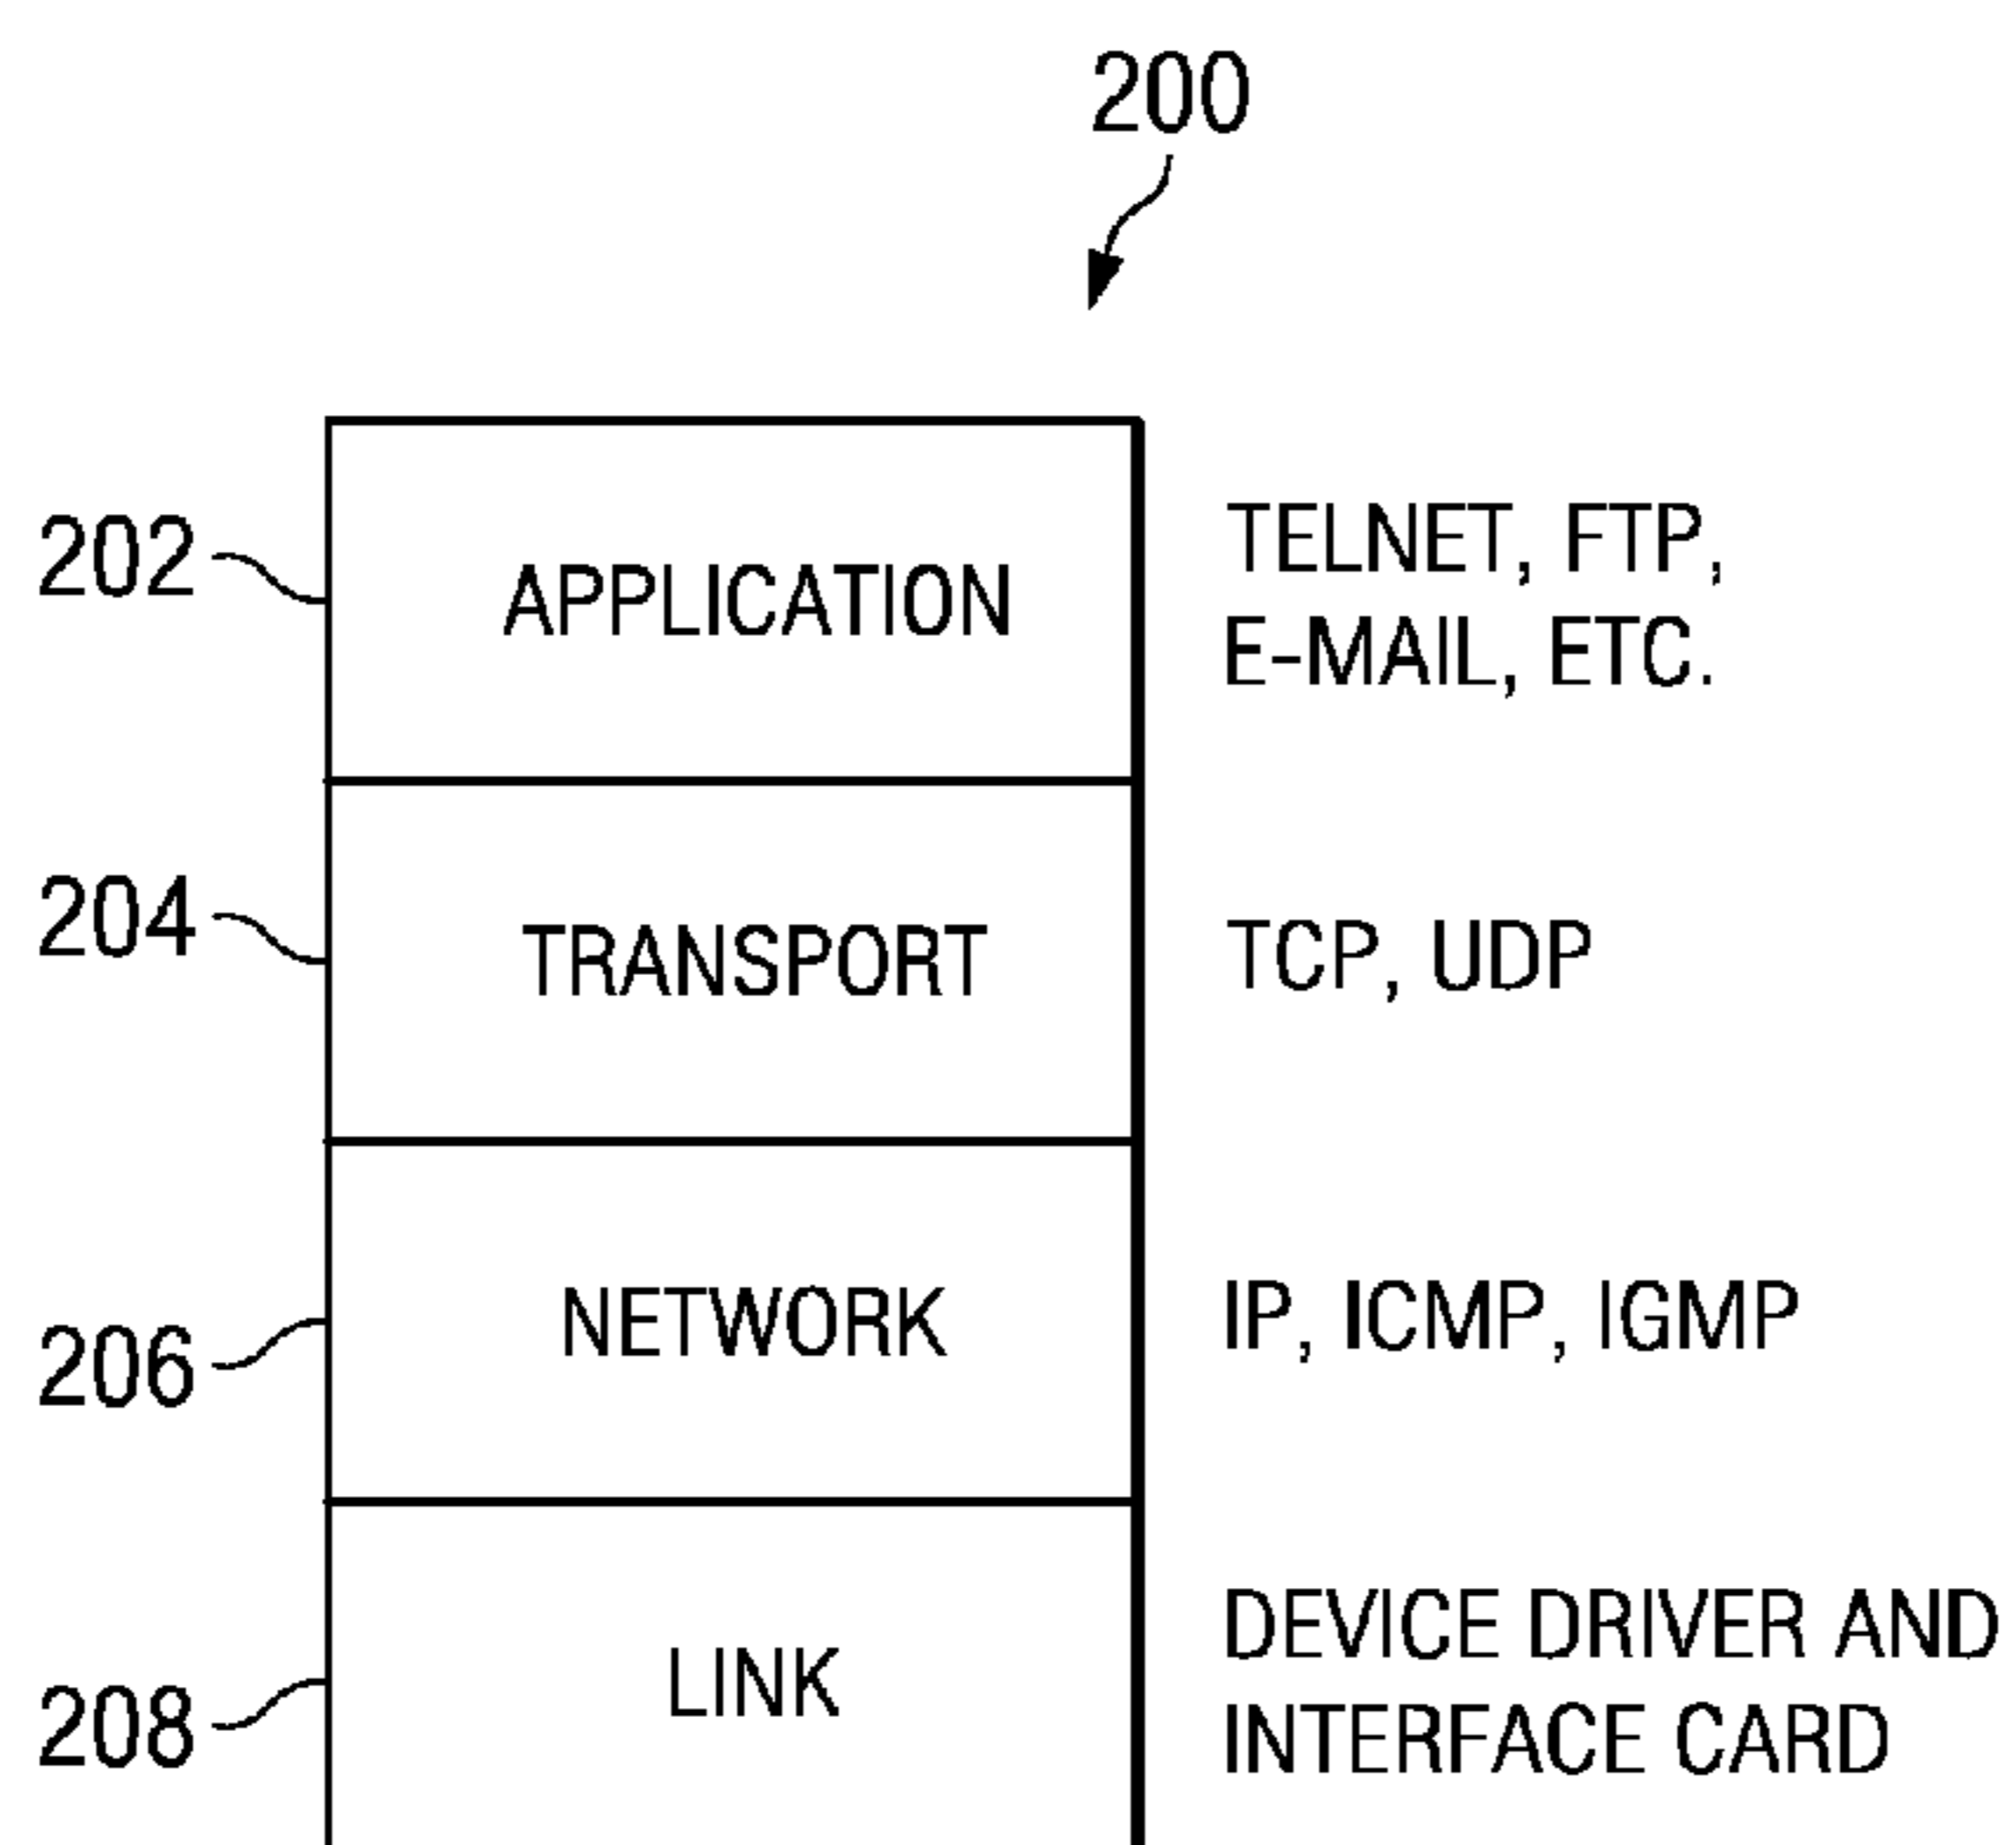 200
202
APPLICATION
TELNET, FTP,
E-MAIL, ETC.
204
TRANSPORT
TCP, UDP
206
NETWORK
IP, ICMP, IGMP
208
LINK
DEVICE DRIVER AND
INTERFACE CARD